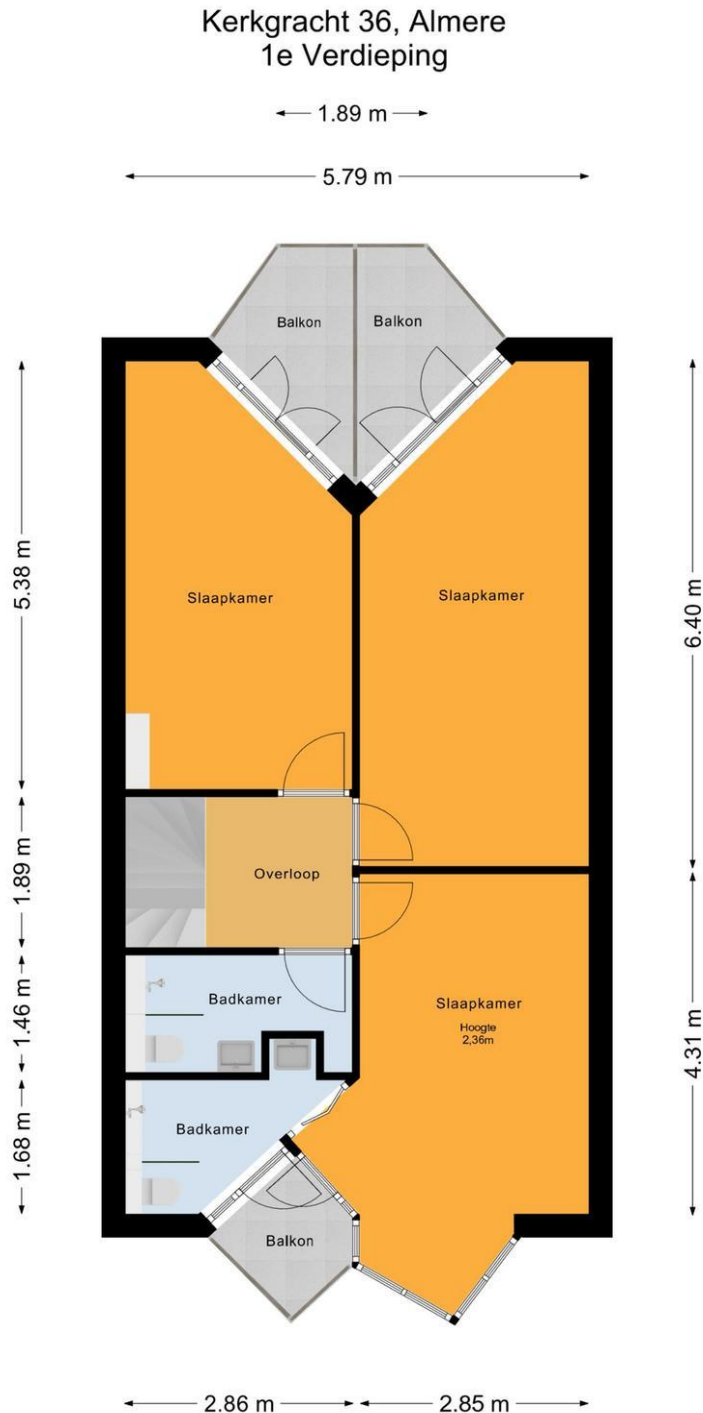 Kerkgracht 36, Almere
1e Verdieping
1.89 m
5.79 m
Balkon
Balkon
5.38 m
6.40 m
Slaapkamer
Slaapkamer
1.89 m
Overloop
1.46 m
Badkamer
Slaapkamer
Hoogte
2,36m
4.31 m
1.68 m
Badkamer
Balkon
2.86 m
2.85 m